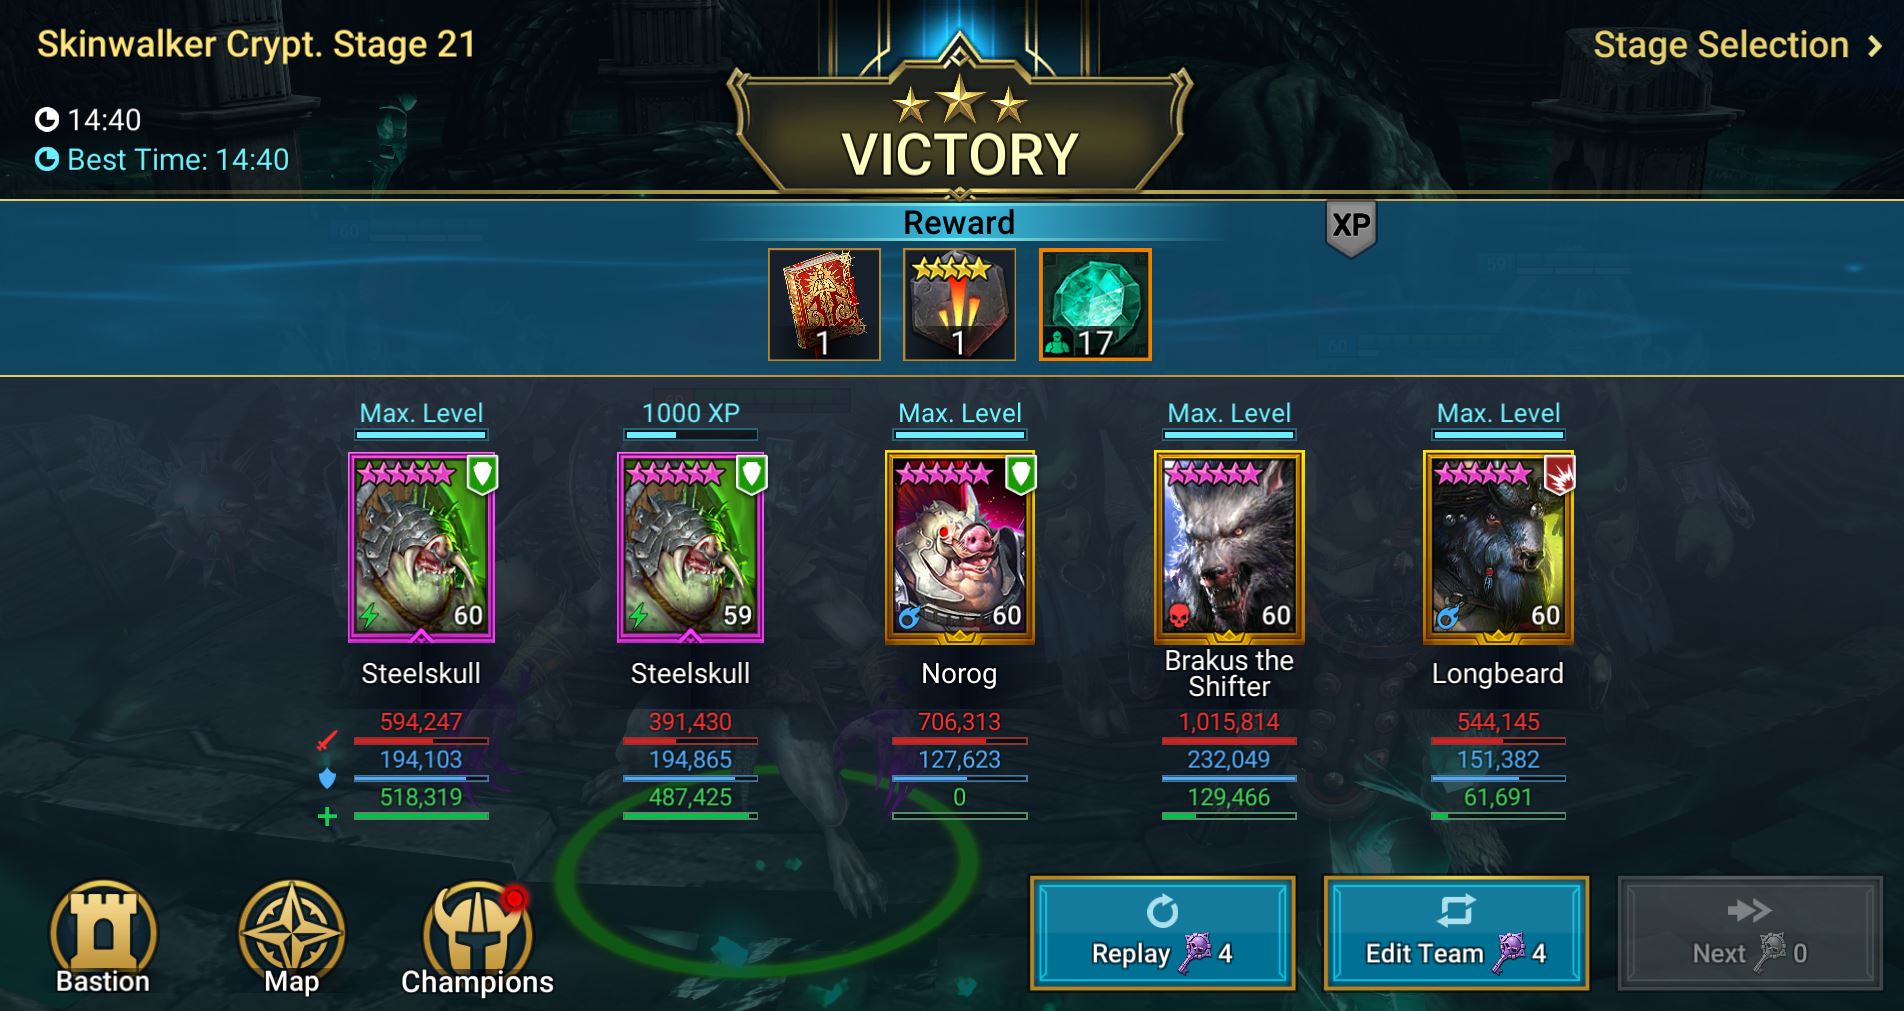 Skinwalker Crypt. Stage 21
Stage Selection
14:40
Best Time: 14:40
VICTORY
Reward
XP
1
1
17
Max. Level
1000 XP
Max. Level
Max. Level
Max. Level
60
59
60
60
60
Steelskull
Steelskull
Norog
Brakus the
Shifter
Longbeard
594,247
391,430
706,313
1,015,814
544,145
194,103
194,865
127,623
232,049
151,382
518,319
487,425
0
129,466
61,691
Bastion
Map
Champions
Replay 4
Edit Team 4
Next 0